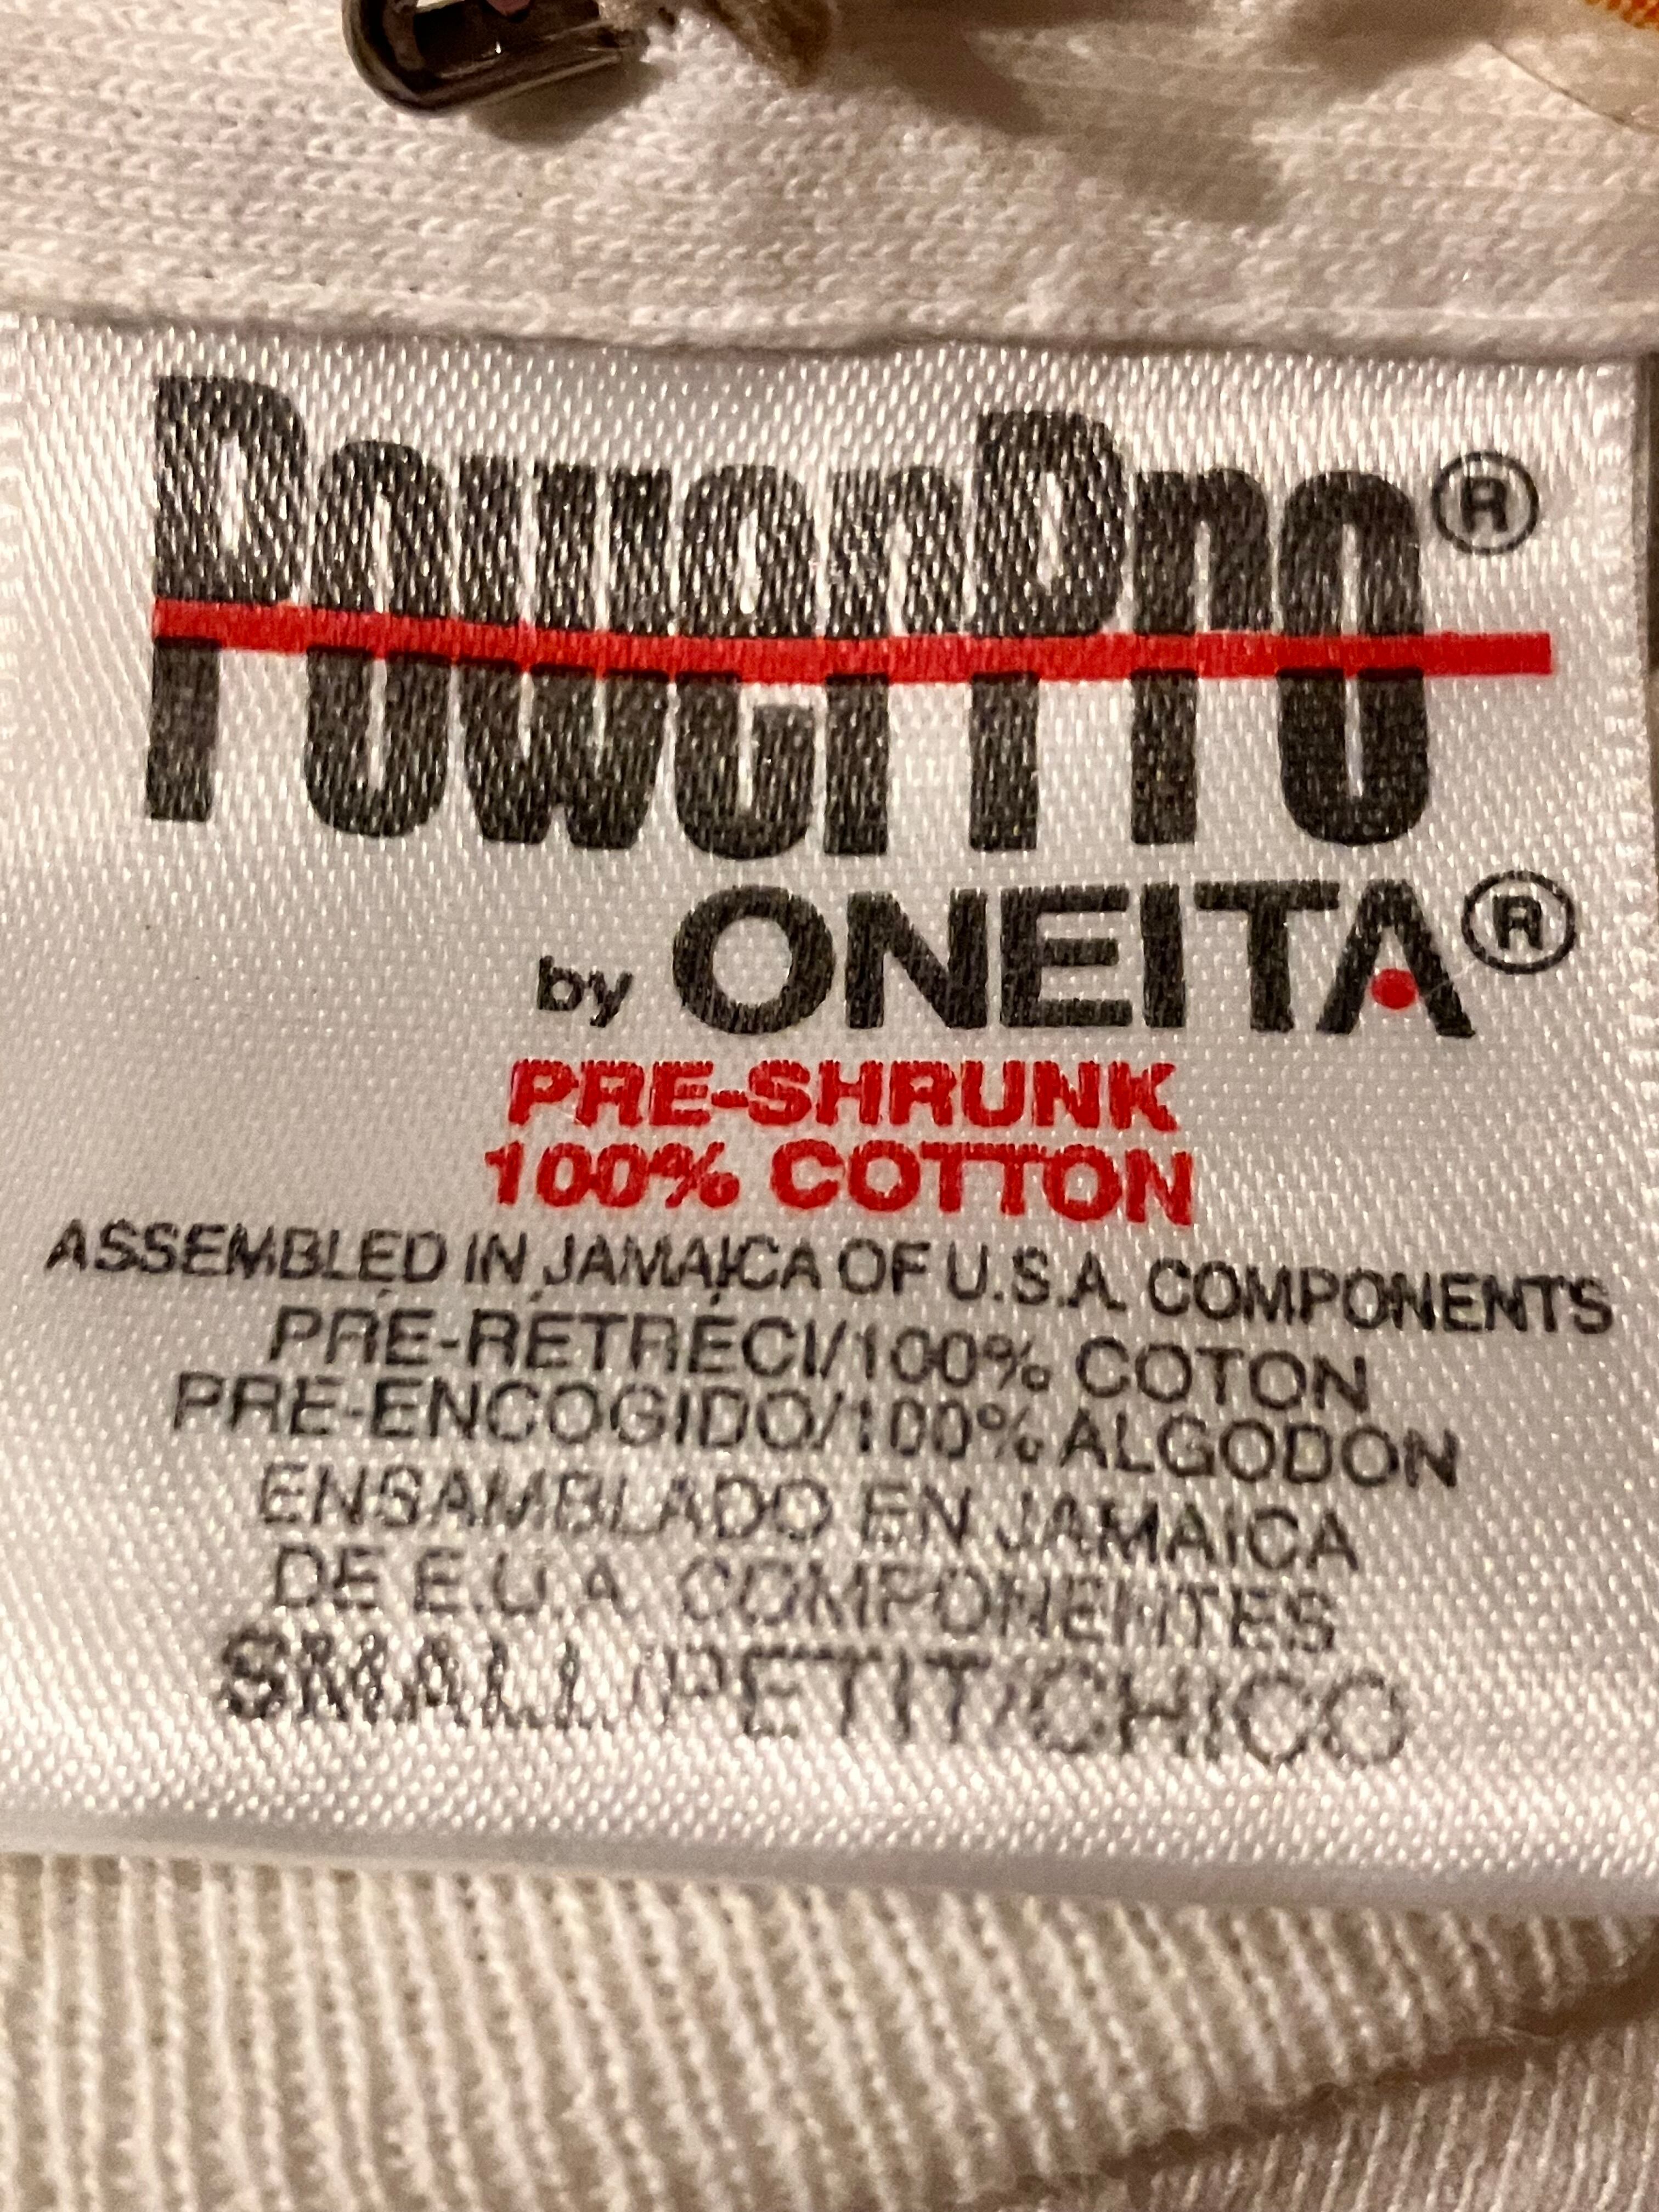 PowerPro®
by ONEITA®
PRE-SHRUNK
100% COTTON
ASSEMBLED IN JAMAICA OF U.S.A. COMPONENTS
PRE-RETRECI/100% COTON
PRE-ENCOGIDO/100% ALGODON
ENSAMBLADO EN JAMAICA
DE E.U.A. COMPONENTES
SMALL/PETIT/CHICO